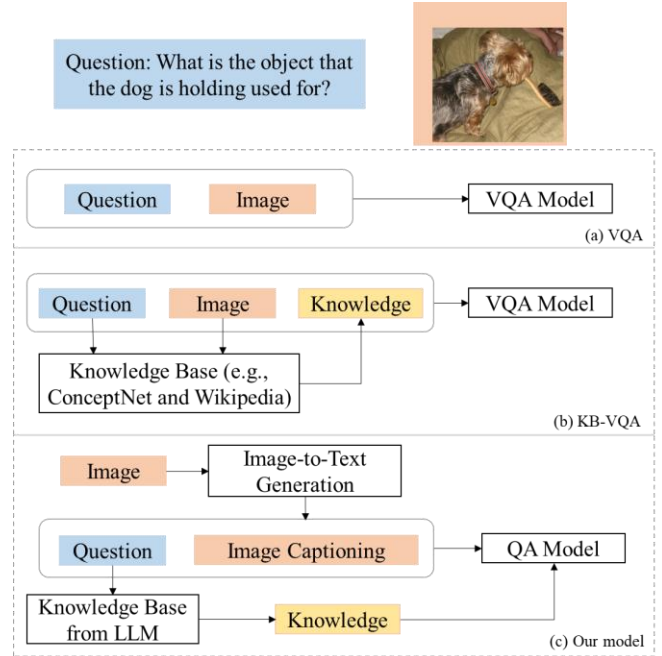 Question: What is the object that
the dog is holding used for?
Question
Image
VQA Model
(a) VQA
Question
Image
Knowledge
VQA Model
Knowledge Base (e.g.,
ConceptNet and Wikipedia)
(b) KB-VQA
Image
Image-to-Text
Generation
Question
Image Captioning
QA Model
Knowledge Base
from LLM
Knowledge
(c) Our model